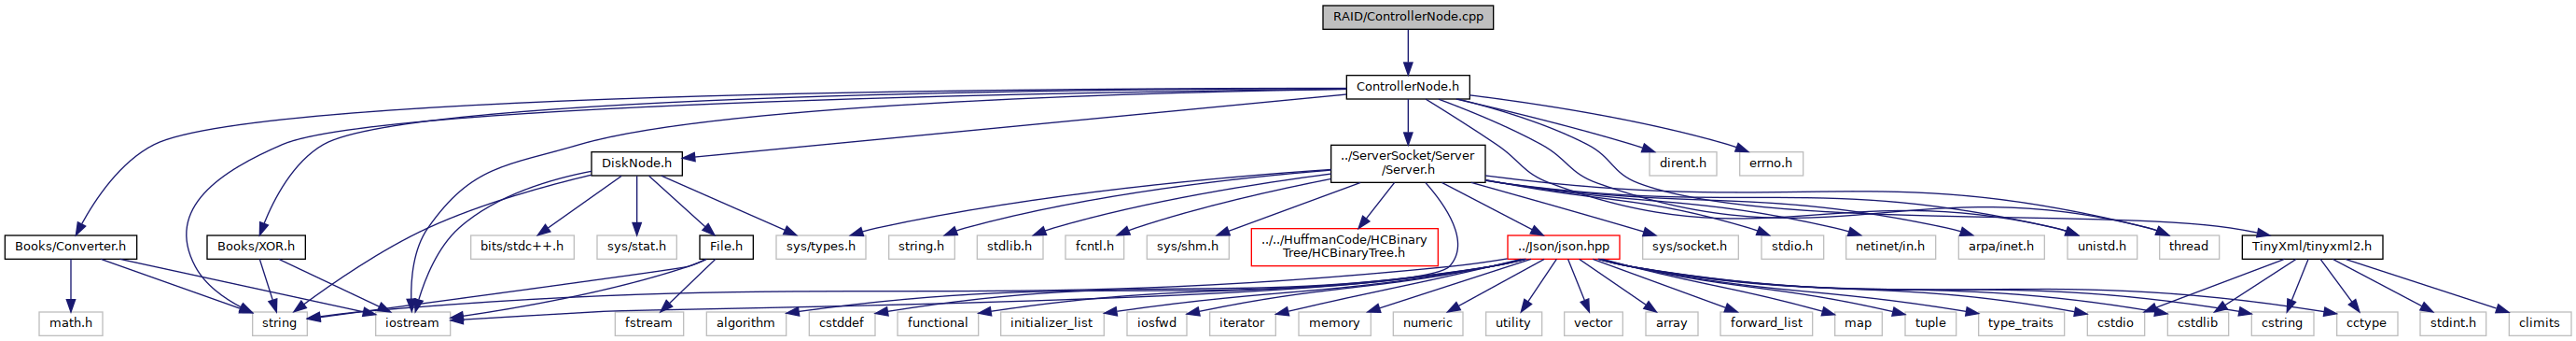 RAID/ControllerNode.cpp
ControllerNode.h
DiskNode.h
../ServerSocket/Server
/Server.h
dirent.h
errno.h
Books/Converter.h
Books/XOR.h
bits/stdc++.h
sys/stat.h
File.h
sys/types.h
string.h
stdlib.h
fcntl.h
sys/shm.h
../../HuffmanCode/HCBinary
Tree/HCBinaryTree.h
../Json/json.hpp
sys/socket.h
stdio.h
netinet/in.h
arpa/inet.h
unistd.h
thread
TinyXml/tinyxml2.h
math.h
string
iostream
fstream
algorithm
cstddef
functional
initializer_list
iosfwd
iterator
memory
numeric
utility
vector
array
forward_list
map
tuple
type_traits
cstdio
cstdlib
cstring
cctype
stdint.h
climits